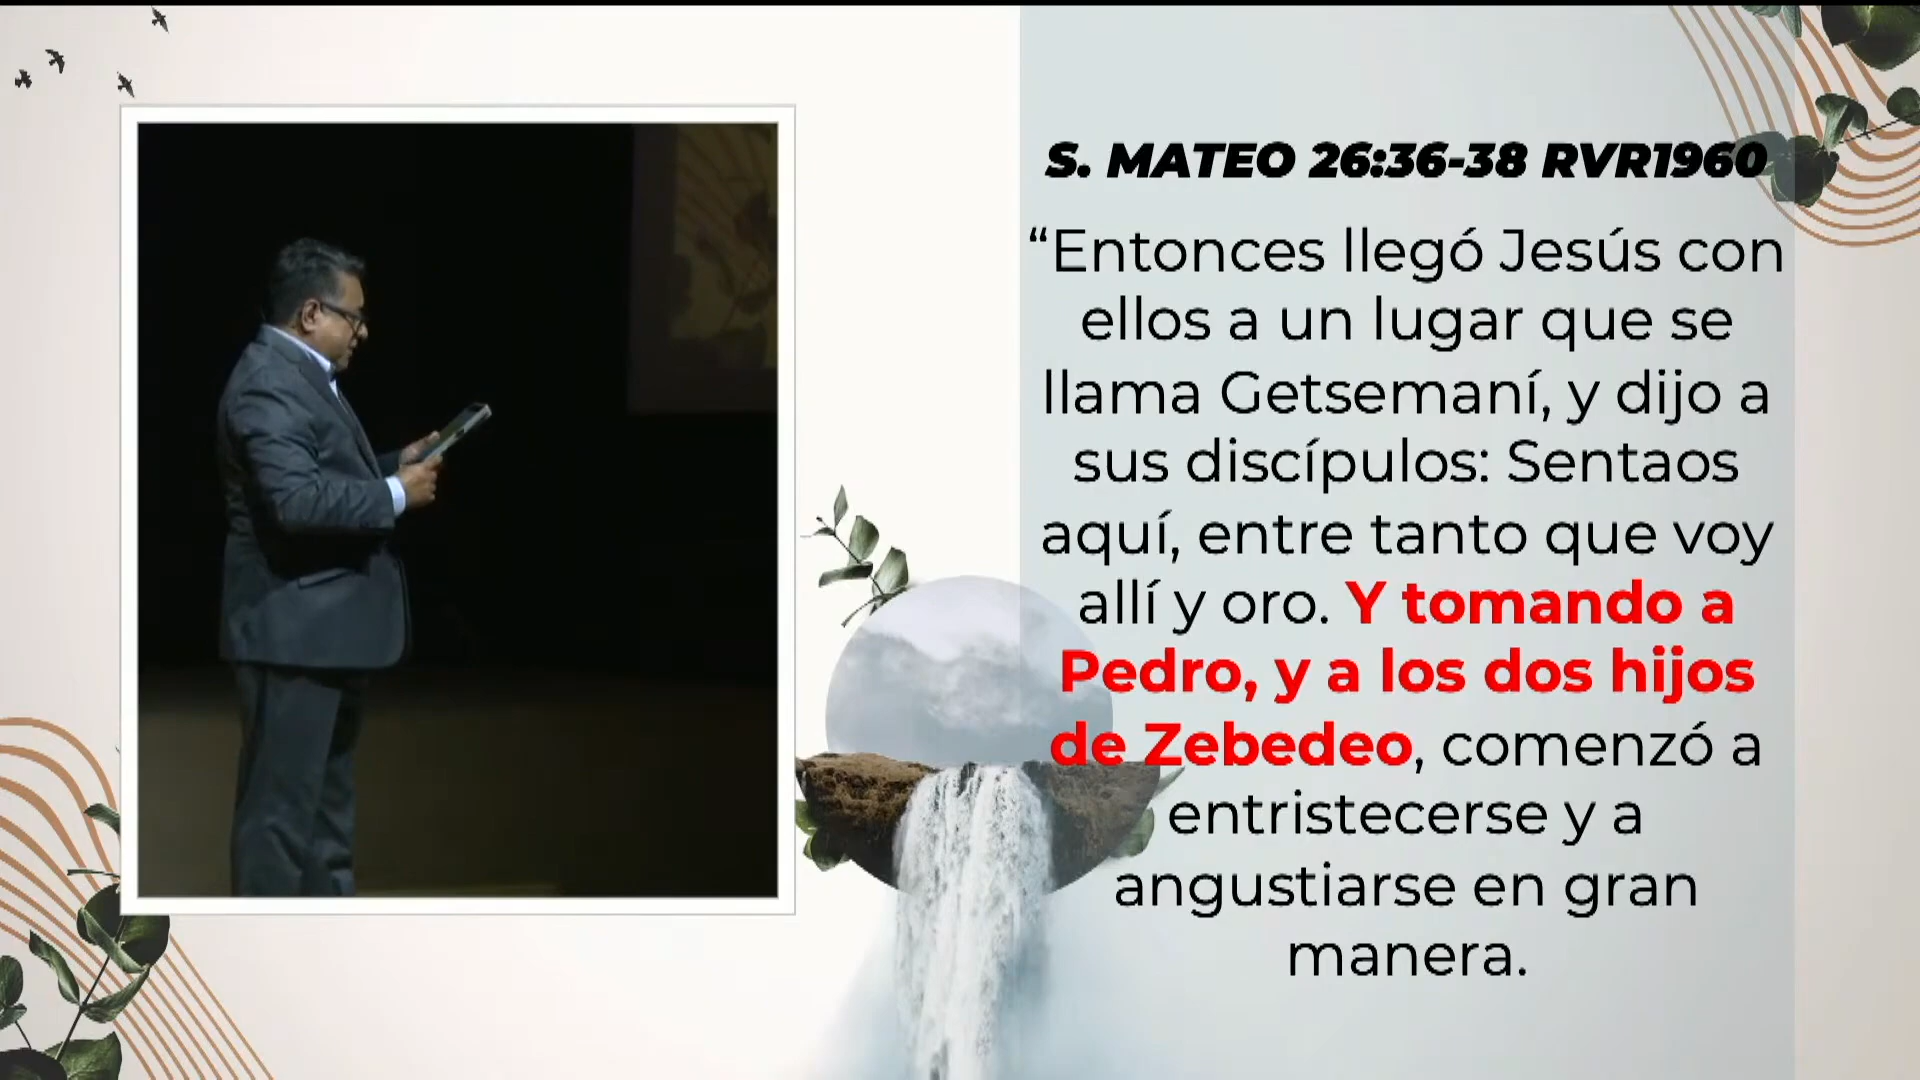 S. MATEO 26:36-38 RVR1960
“Entonces llegó Jesús con
ellos a un lugar que se
llama Getsemaní, y dijo a
sus discípulos: Sentaos
aquí, entre tanto que voy
allí y oro. Y tomando a
Pedro, y a los dos hijos
de Zebedeo, comenzó a
entristecerse y a
angustiarse en gran
manera.